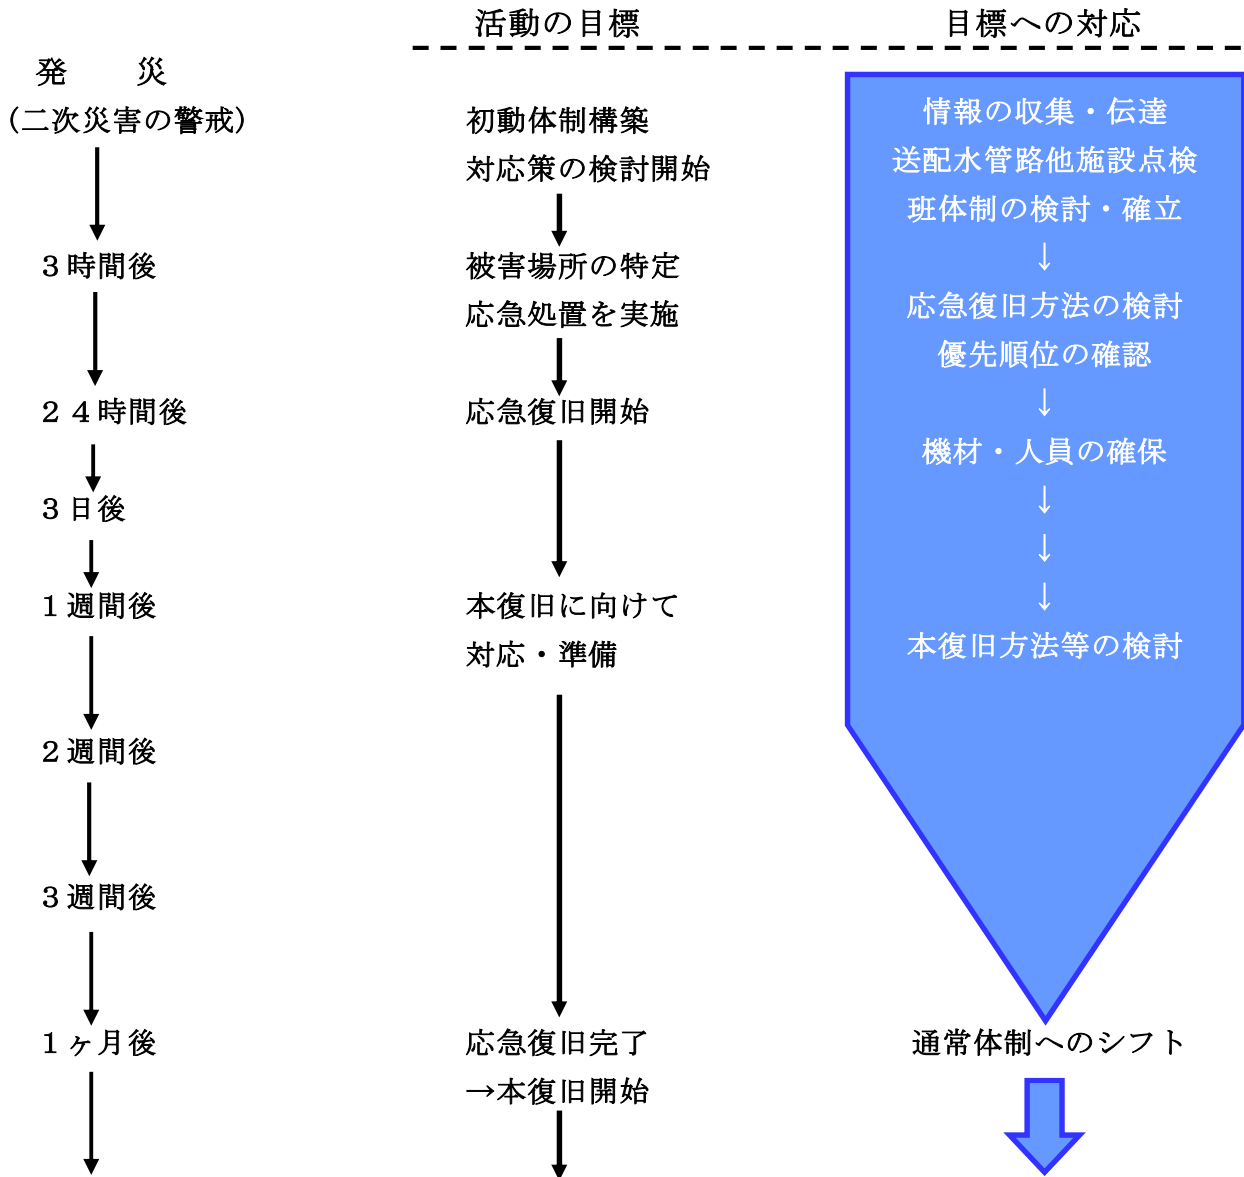 活動の目標
目標への対応
発　　災
(二次災害の警戒)
３時間後
２４時間後
３日後
１週間後
２週間後
３週間後
１ヶ月後
初動体制構築
対応策の検討開始
被害場所の特定
応急処置を実施
応急復旧開始
本復旧に向けて
対応・準備
応急復旧完了
→本復旧開始
情報の収集・伝達
送配水管路他施設点検
班体制の検討・確立
↓
応急復旧方法の検討
優先順位の確認
↓
機材・人員の確保
↓
↓
↓
本復旧方法等の検討
通常体制へのシフト